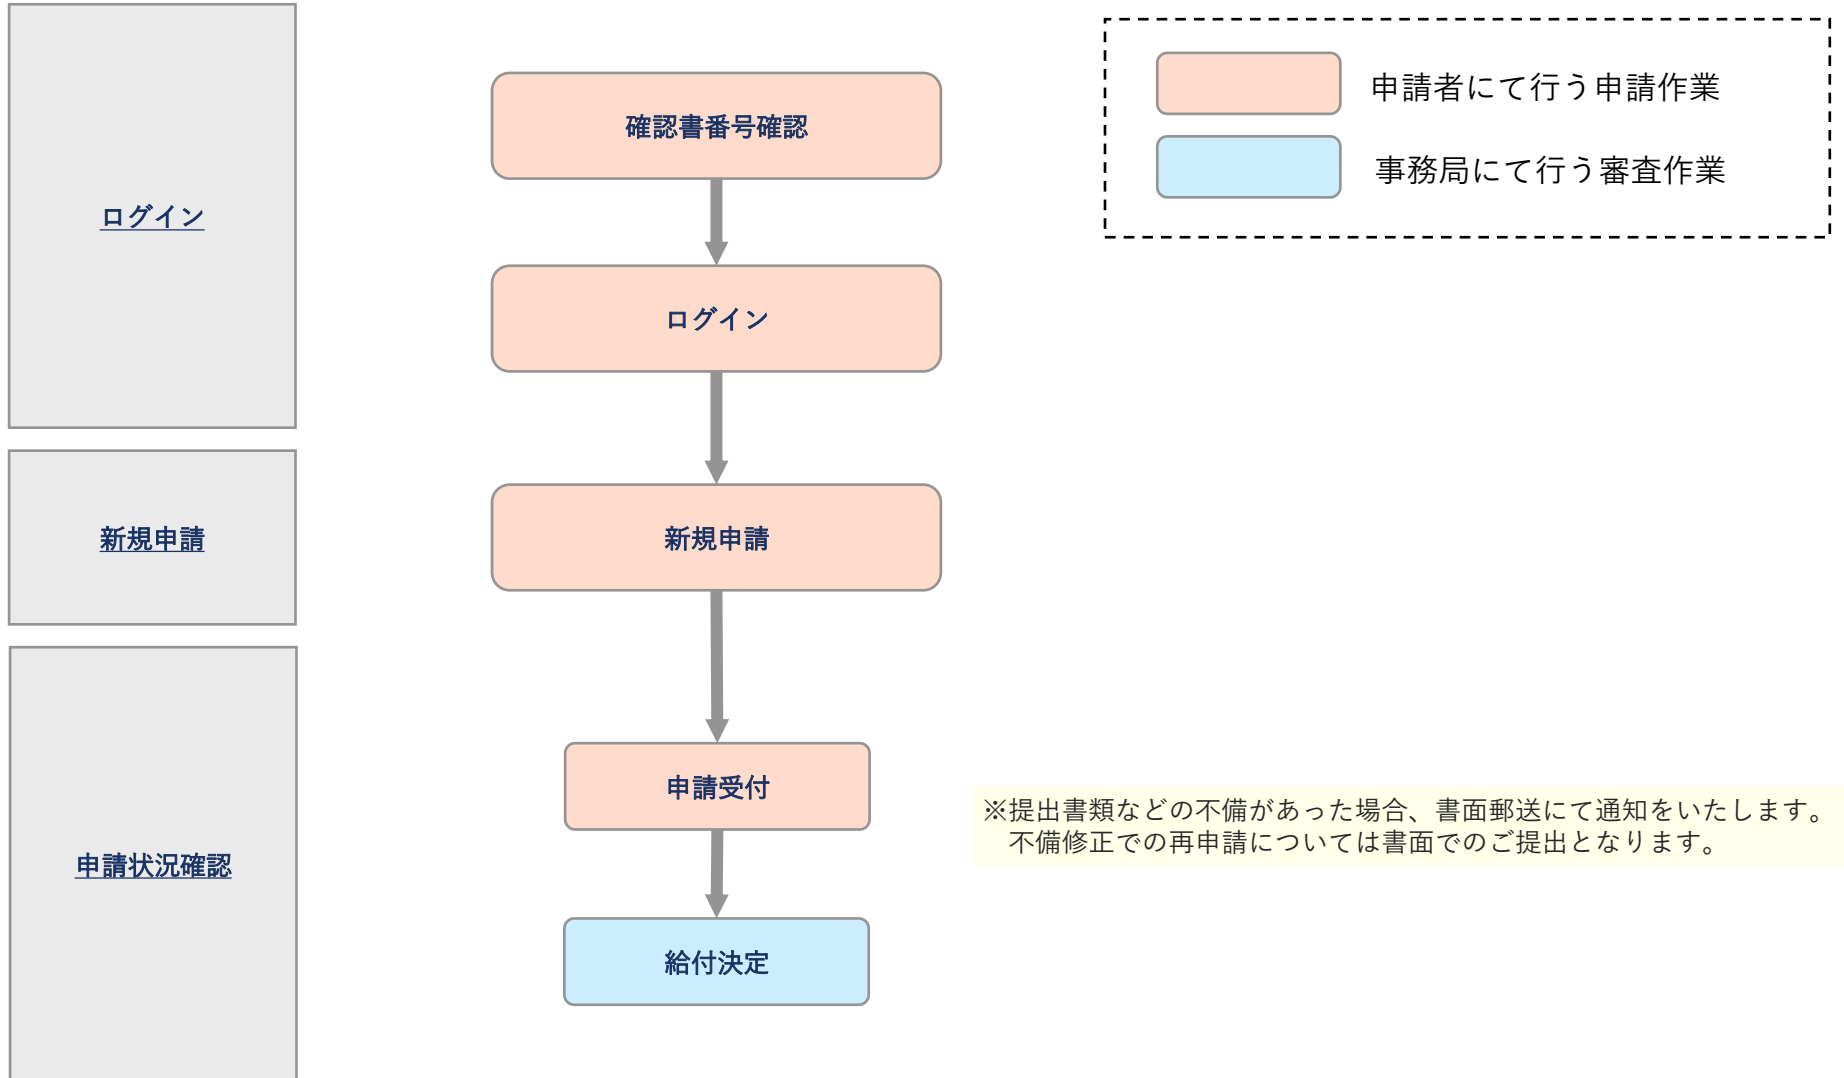 ログイン
確認書番号確認
ログイン
申請者にて行う申請作業
事務局にて行う審査作業
新規申請
新規申請
申請状況確認
申請受付
給付決定
※提出書類などの不備があった場合、書面郵送にて通知をいたします。
不備修正での再申請については書面でのご提出となります。